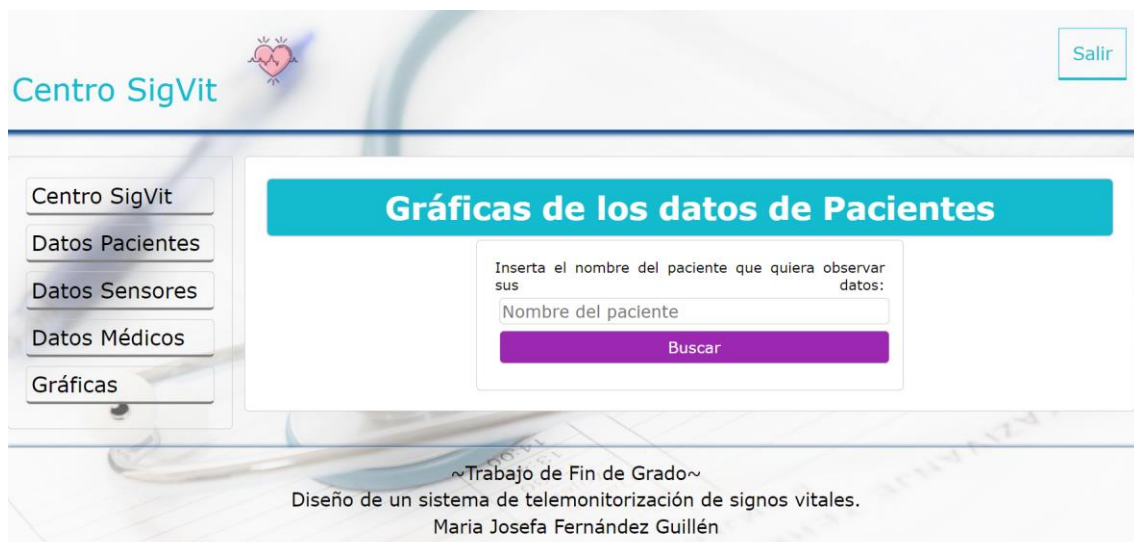 Centro SigVit
Salir
Centro SigVit
Datos Pacientes
Datos Sensores
Datos Médicos
Gráficas
Gráficas de los datos de Pacientes
Inserta el nombre del paciente que quiera observar
sus datos:
Nombre del paciente
Buscar
~Trabajo de Fin de Grado~
Diseño de un sistema de telemonitorización de signos vitales.
Maria Josefa Fernández Guillén